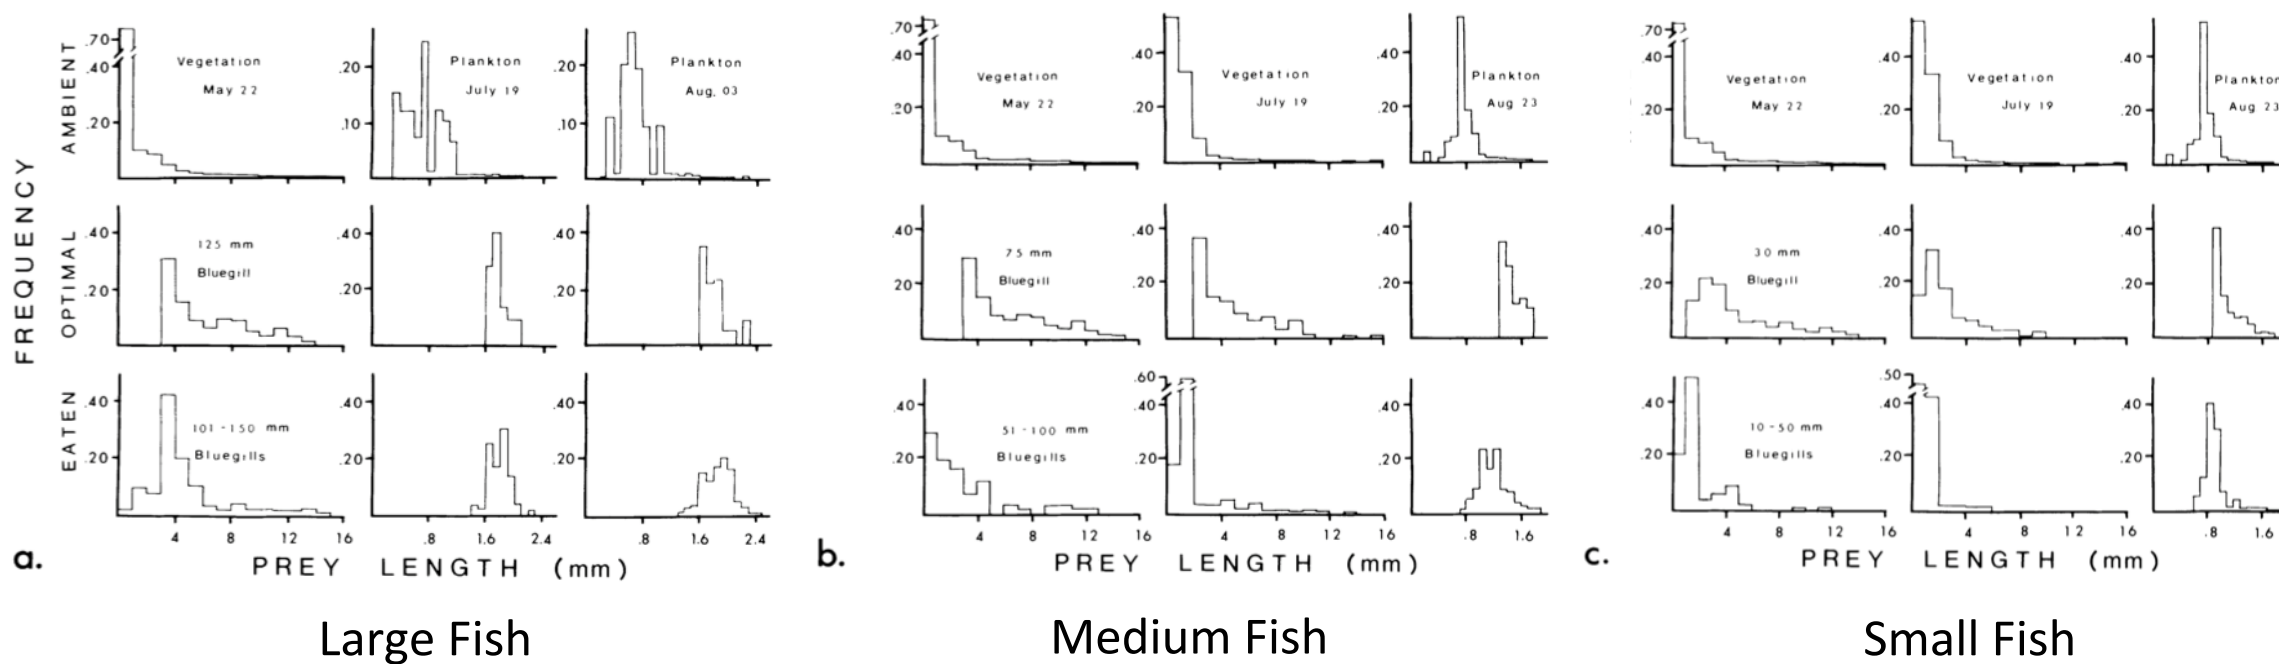 FREQUENCY
AMBIENT
.70
.40
.20
Vegetation
May 22
.20
.10
Plankton
July 19
.20
.10
Plankton
Aug. 03
OPTIMAL
.40
.20
125 mm
Bluegill
.40
.20
.40
.20
EATEN
.40
.20
101-150 mm
Bluegills
.40
.20
.40
.20
4 8 12 16 .8 1.6 2.4 .8 1.6 2.4
a. PREY LENGTH (mm)
Large Fish
.70
.40
.20
Vegetation
May 22
.40
.20
Vegetation
July 19
.40
.20
Plankton
Aug 23
.40
.20
75 mm
Bluegill
.40
.20
.40
.20
.40
.20
51-100 mm
Bluegills
.60
.40
.20
.40
.20
4 8 12 16 4 8 12 16 .8 1.6
b. PREY LENGTH (mm)
Medium Fish
.70
.40
.20
Vegetation
May 22
.40
.20
Vegetation
July 19
.40
.20
Plankton
Aug 23
.40
.20
30 mm
Bluegill
.40
.20
.40
.20
.40
.20
10-50 mm
Bluegills
.50
.40
.20
.40
.20
4 8 12 16 4 8 12 16 .8 1.6
c. PREY LENGTH (mm)
Small Fish